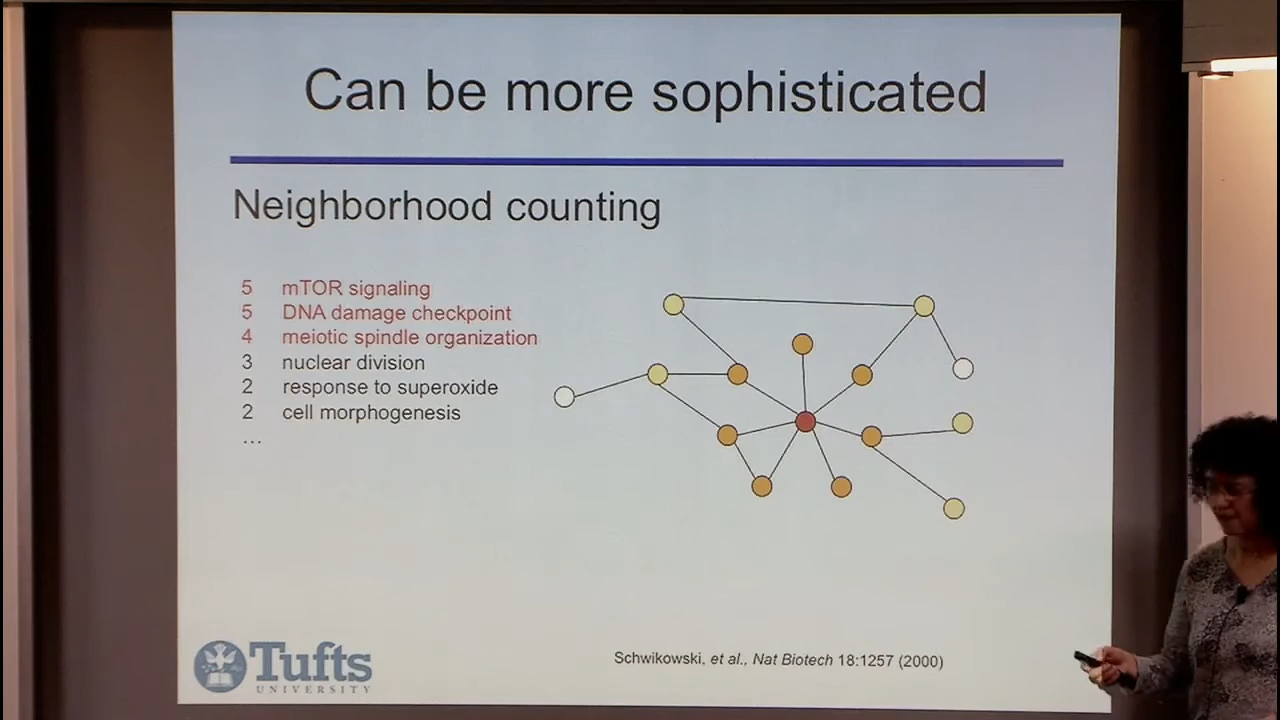 Can be more sophisticated
Neighborhood counting
5 mTOR signaling
5 DNA damage checkpoint
4 meiotic spindle organization
3 nuclear division
2 response to superoxide
2 cell morphogenesis
...
Schwikowski, et al., Nat Biotech 18:1257 (2000)
Tufts
UNIVERSITY